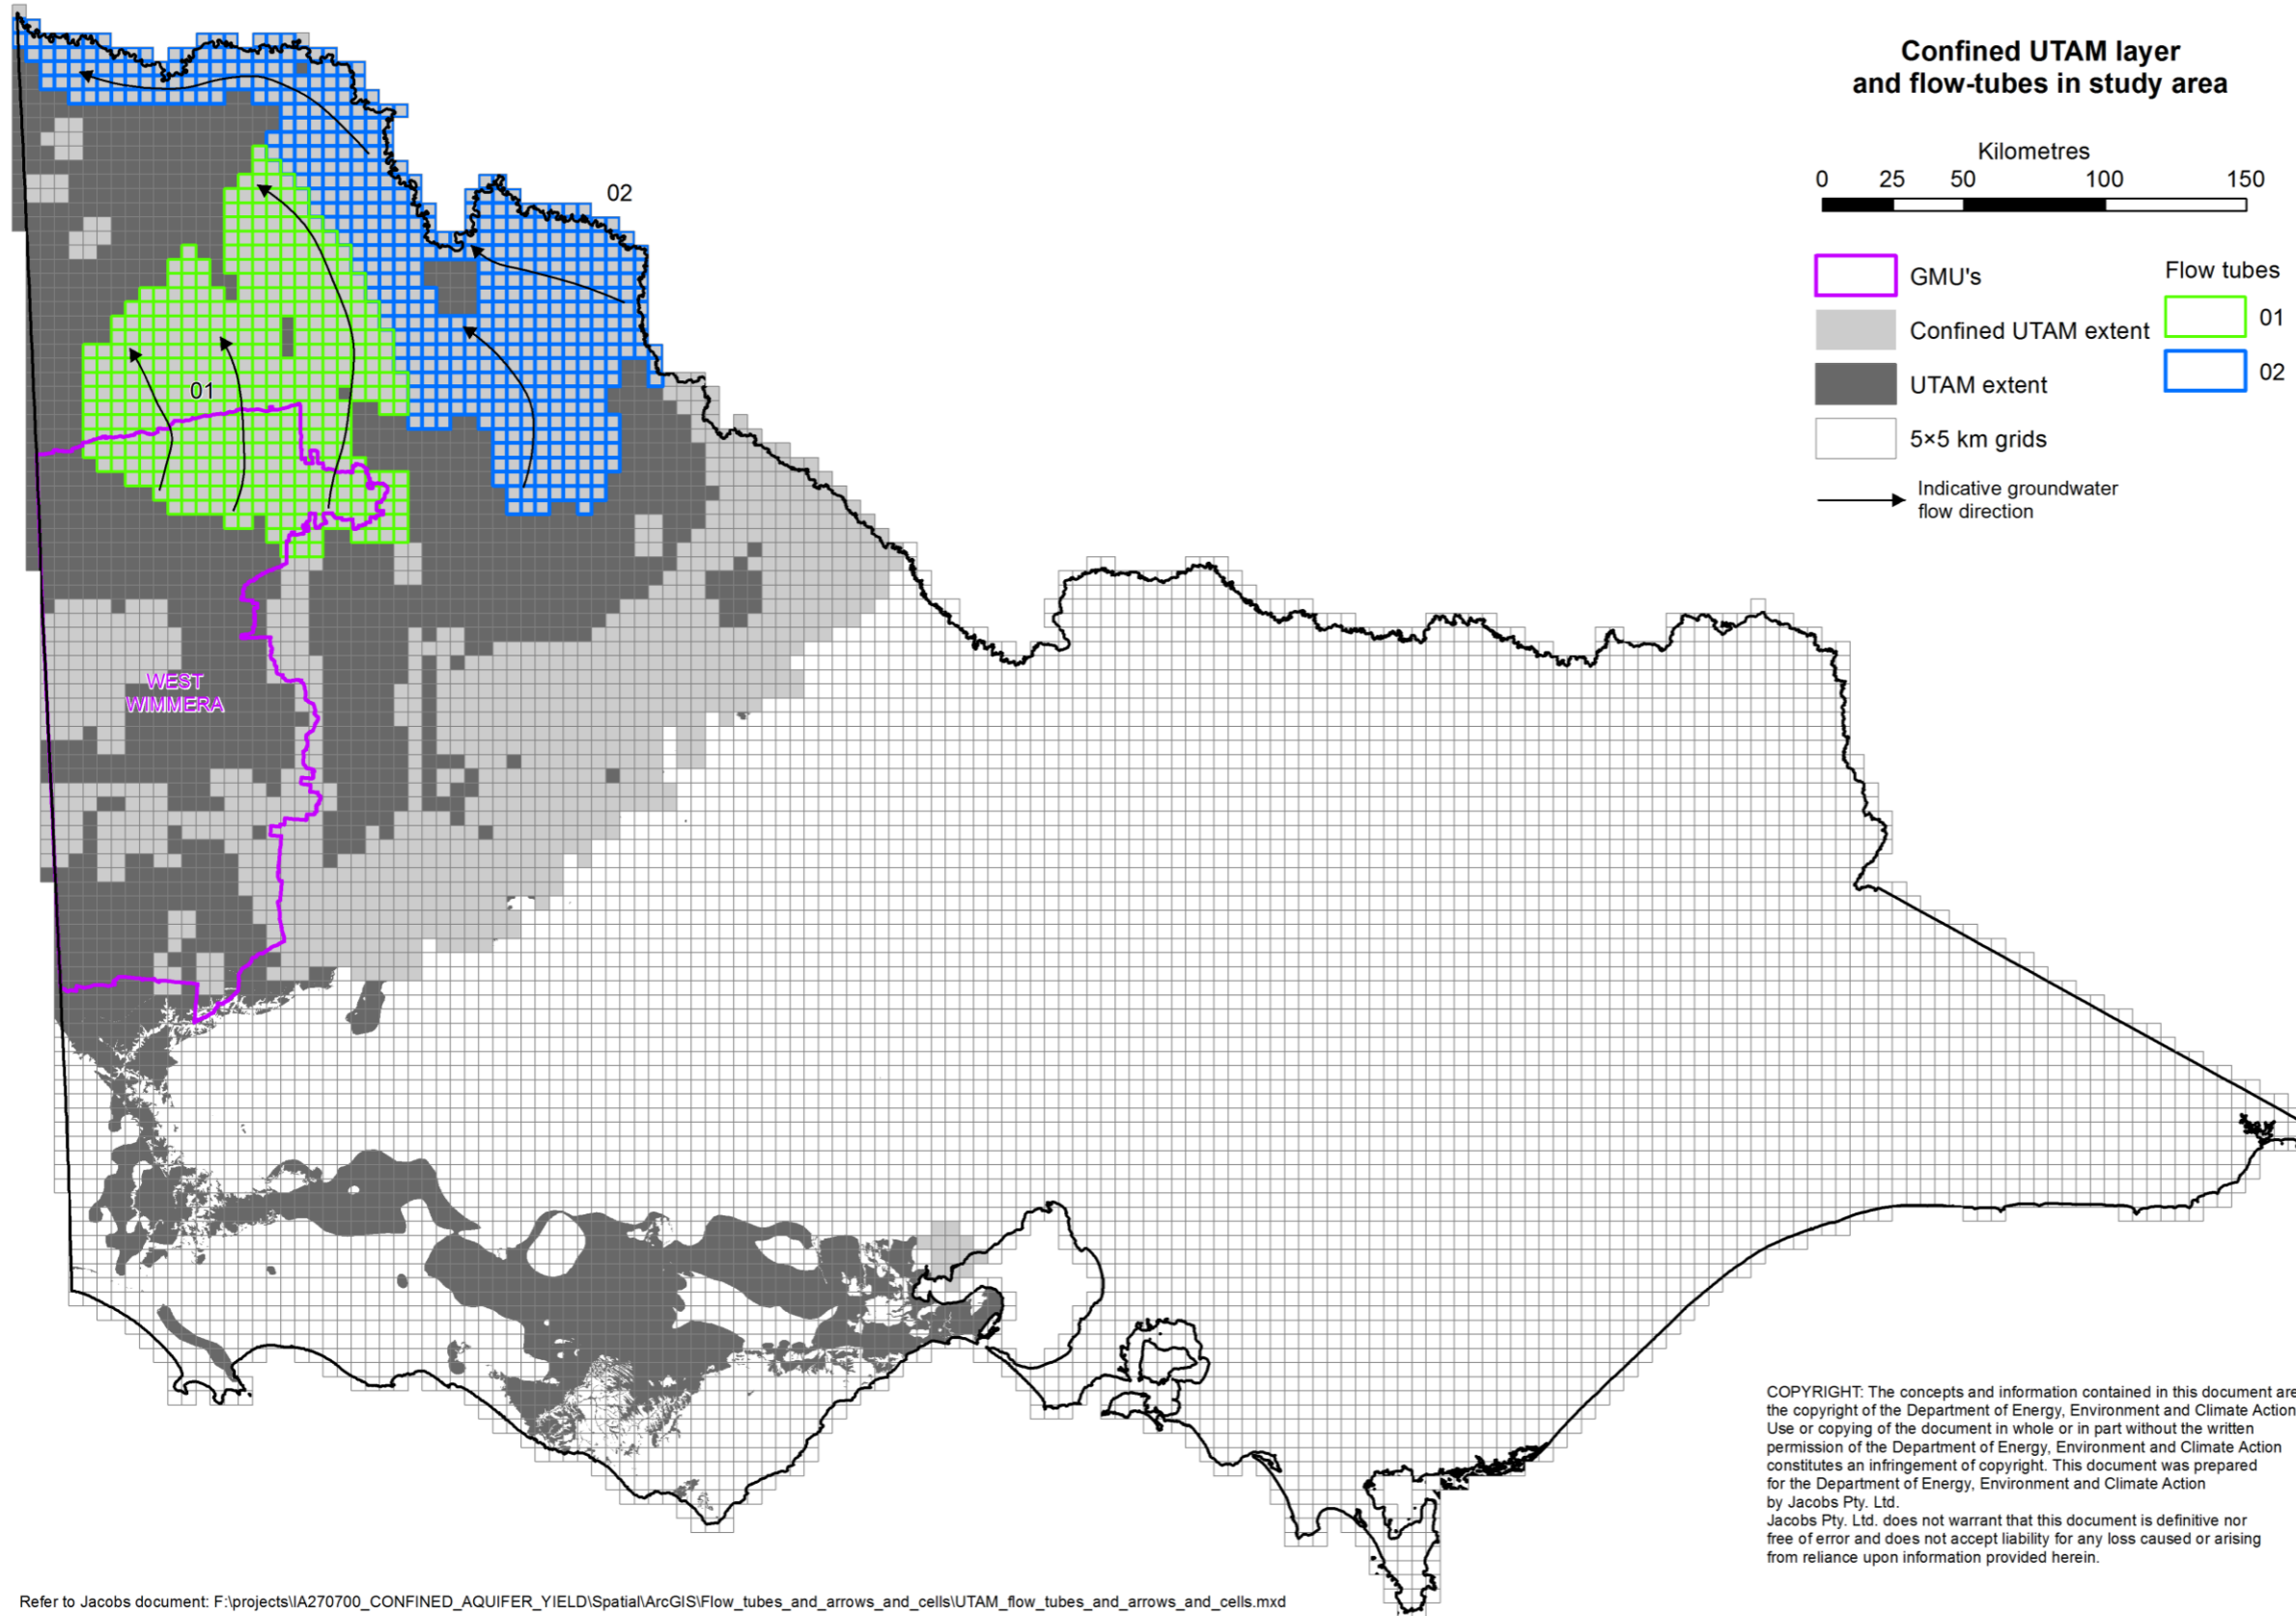 Confined UTAM layer
and flow-tubes in study area
Kilometres
0 25 50 100 150
GMU's
Confined UTAM extent
UTAM extent
5×5 km grids
Indicative groundwater
flow direction
Flow tubes
01
02
02
01
WEST
WIMMERA
COPYRIGHT: The concepts and information contained in this document are
the copyright of the Department of Energy, Environment and Climate Action
Use or copying of the document in whole or in part without the written
permission of the Department of Energy, Environment and Climate Action
constitutes an infringement of copyright. This document was prepared
for the Department of Energy, Environment and Climate Action
by Jacobs Pty. Ltd.
Jacobs Pty. Ltd. does not warrant that this document is definitive nor
free of error and does not accept liability for any loss caused or arising
from reliance upon information provided herein.
Refer to Jacobs document: F:\projects\IA270700_CONFINED_AQUIFER_YIELD\Spatial\ArcGIS\Flow_tubes_and_arrows_and_cells\UTAM_flow_tubes_and_arrows_and_cells.mxd